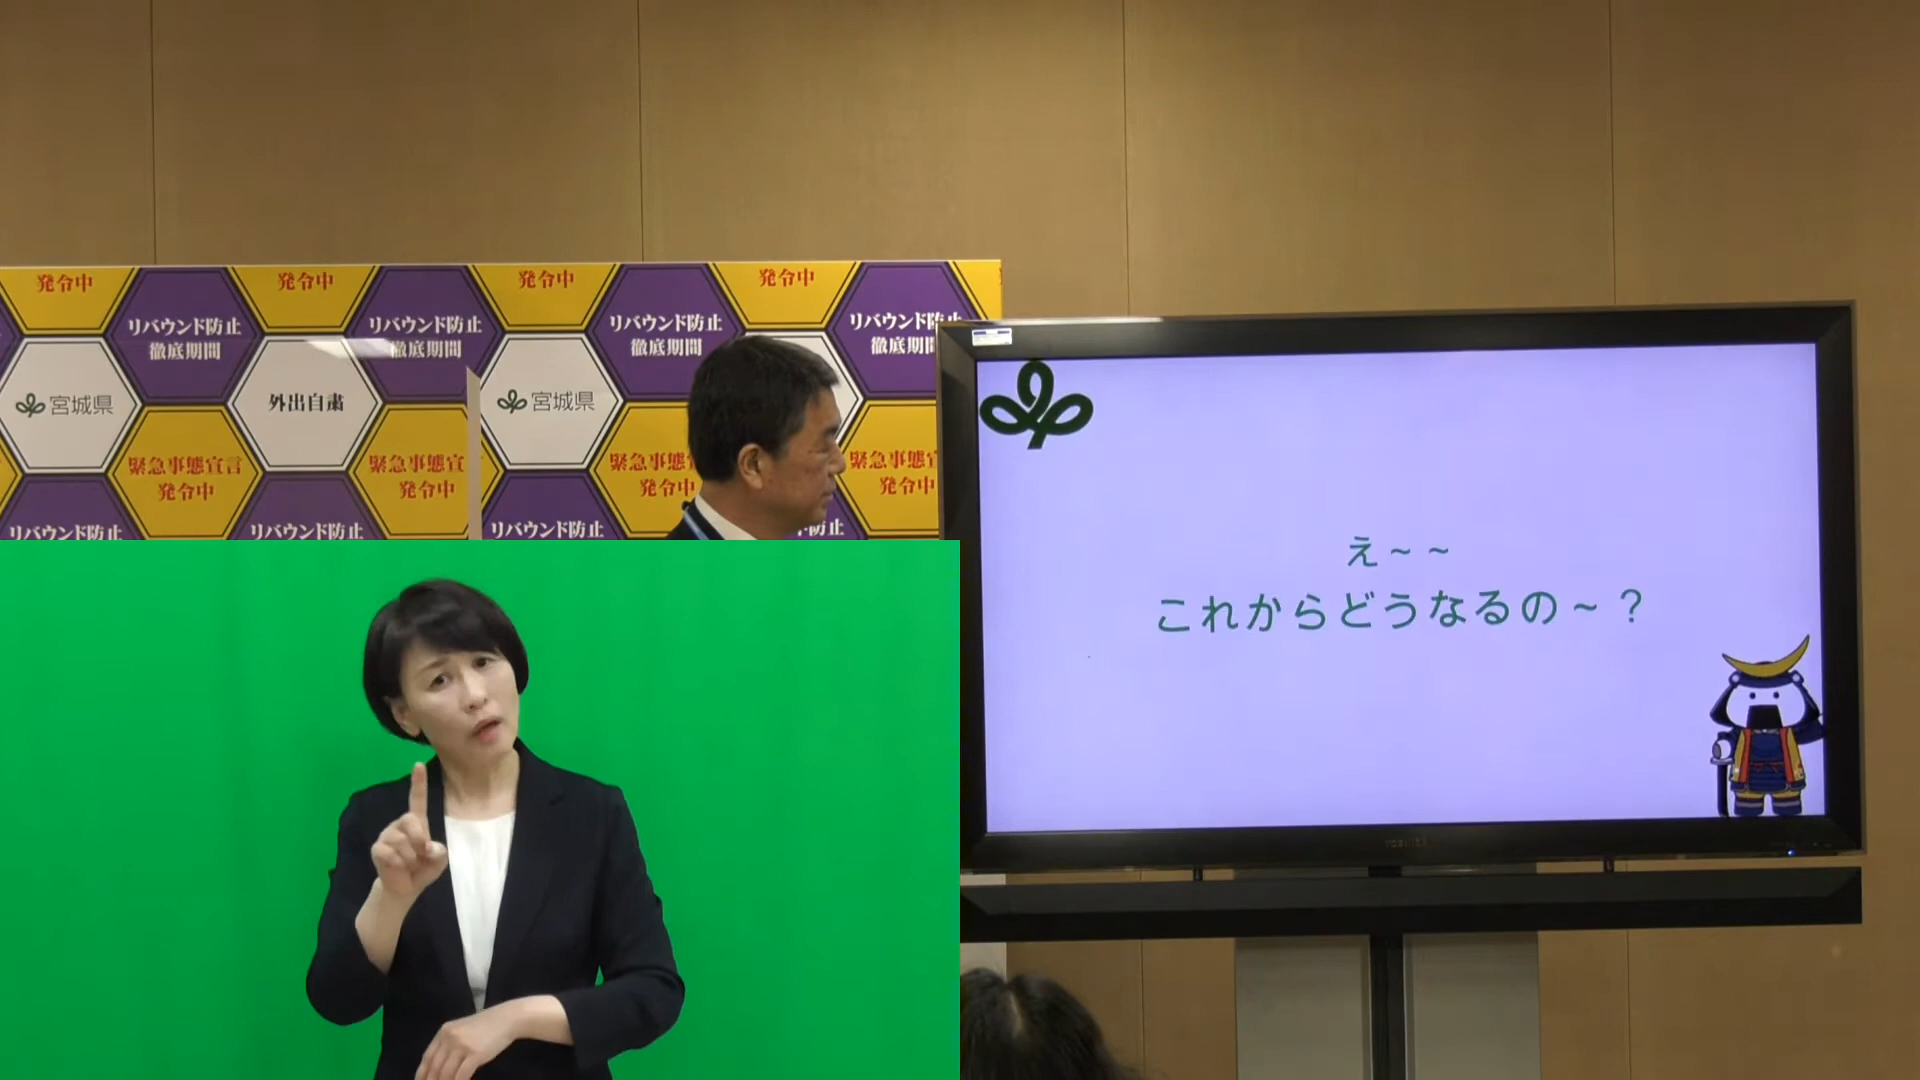 発令中
発令中
発令中
発令中
リバウンド防止
徹底期間
リバウンド防止
徹底期間
リバウンド防止
徹底期間
リバウンド防止
徹底期間
宮城県
外出自粛
宮城県
緊急事態宣言
発令中
緊急事態宣
発令中
緊急事態
発令中
緊急事態
発令中
リバウンド防止
リバウンド防止
リバウンド防止
防止
え～～
これからどうなるの～？
TOSHIBA